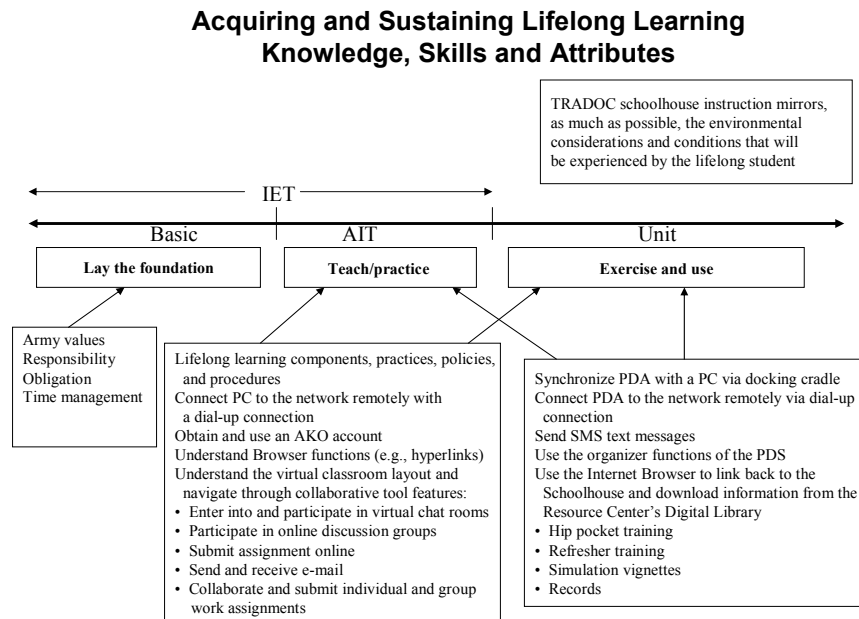 Acquiring and Sustaining Lifelong Learning
Knowledge, Skills and Attributes
TRADOC schoolhouse instruction mirrors,
as much as possible, the environmental
considerations and conditions that will
be experienced by the lifelong student
IET
Basic
AIT
Unit
Lay the foundation
Teach/practice
Exercise and use
Army values
Responsibility
Obligation
Time management
Lifelong learning components, practices, policies,
and procedures
Connect PC to the network remotely with
a dial-up connection
Obtain and use an AKO account
Understand Browser functions (e.g., hyperlinks)
Understand the virtual classroom layout and
navigate through collaborative tool features:
• Enter into and participate in virtual chat rooms
• Participate in online discussion groups
• Submit assignment online
• Send and receive e-mail
• Collaborate and submit individual and group
work assignments
Synchronize PDA with a PC via docking cradle
Connect PDA to the network remotely via dial-up
connection
Send SMS text messages
Use the organizer functions of the PDS
Use the Internet Browser to link back to the
Schoolhouse and download information from the
Resource Center's Digital Library
• Hip pocket training
• Refresher training
• Simulation vignettes
• Records